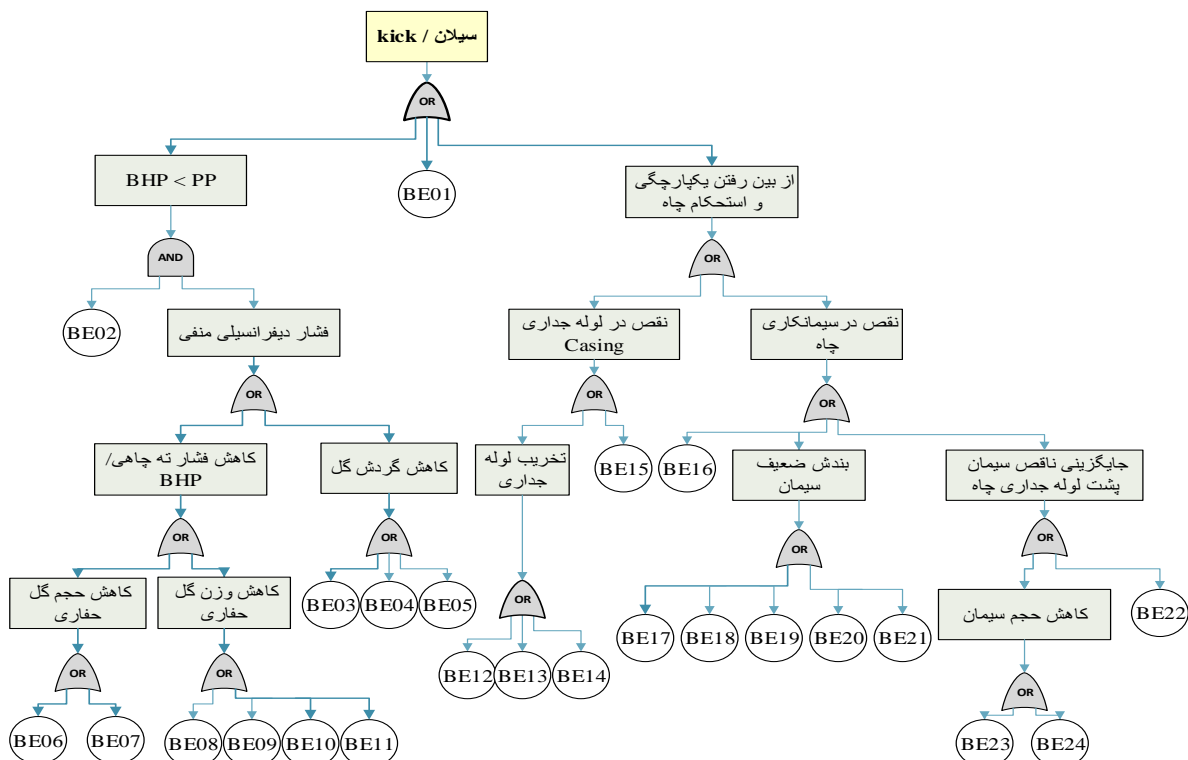 سیلان / kick
OR
BHP < PP
BE01
از بین رفتن یکپارچگی
و استحکام چاه
AND
OR
BE02
فشار دیفرانسیلی منفی
نقص در لوله جداری
Casing
نقص درسیمانکاری
چاه
OR
OR
OR
کاهش فشار ته چاهی/
BHP
کاهش گردش گل
تخریب لوله
جداری
BE15
BE16
بندش ضعیف
سیمان
جایگزینی ناقص سیمان
پشت لوله جداری چاه
OR
OR
OR
OR
کاهش حجم گل
حفاری
کاهش وزن گل
حفاری
BE03
BE04
BE05
OR
کاهش حجم سیمان
BE22
BE17
BE18
BE19
BE20
BE21
OR
OR
BE12
BE13
BE14
OR
BE06
BE07
BE08
BE09
BE10
BE11
BE23
BE24